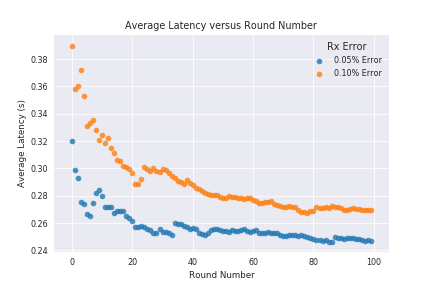 Average Latency versus Round Number
Rx Error
0.05% Error
0.10% Error
0.38
0.36
0.34
0.32
0.30
0.28
0.26
0.24
Average Latency (s)
0
20
40
60
80
100
Round Number